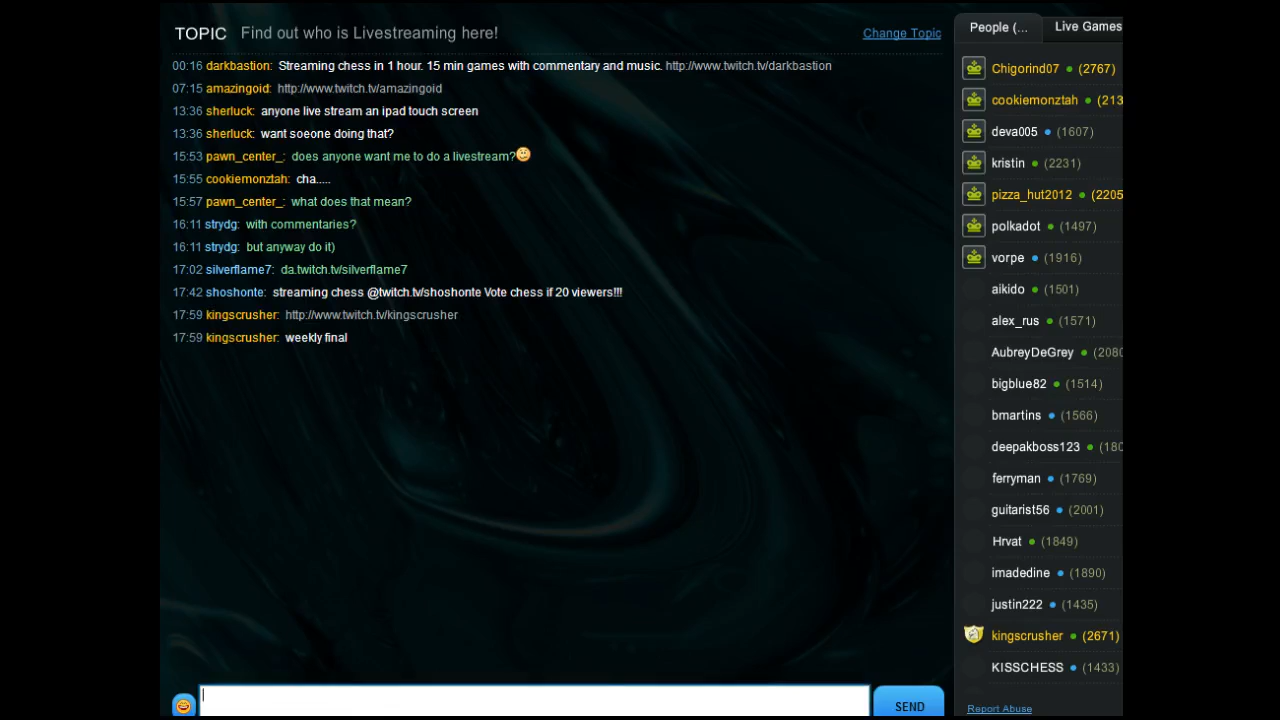 TOPIC Find out who is Livestreaming here! Change Topic
00:16 darkbastion: Streaming chess in 1 hour. 15 min games with commentary and music. http://www.twitch.tv/darkbastion
07:15 amazingoid: http://www.twitch.tv/amazingoid
13:36 sherluck: anyone live stream an ipad touch screen
13:36 sherluck: want soeone doing that?
15:53 pawn_center_: does anyone want me to do a livestream?
15:55 cookiemonztah: cha.....
15:57 pawn_center_: what does that mean?
16:11 strydg: with commentaries?
16:11 strydg: but anyway do it)
17:02 silverflame7: da.twitch.tv/silverflame7
17:42 shoshonte: streaming chess @twitch.tv/shoshonte Vote chess if 20 viewers!!!
17:59 kingscrusher: http://www.twitch.tv/kingscrusher
17:59 kingscrusher: weekly final
SEND
People (... Live Games
Chigorind07 (2767)
cookiemonztah (213
deva005 (1607)
kristin (2231)
pizza_hut2012 (2205
polkadot (1497)
vorpe (1916)
aikido (1501)
alex_rus (1571)
AubreyDeGrey (2080
bigblue82 (1514)
bmartins (1566)
deepakboss123 (180
ferryman (1769)
guitarist56 (2001)
Hrvat (1849)
imadedine (1890)
justin222 (1435)
kingscrusher (2671)
KISSCHESS (1433)
Report Abuse